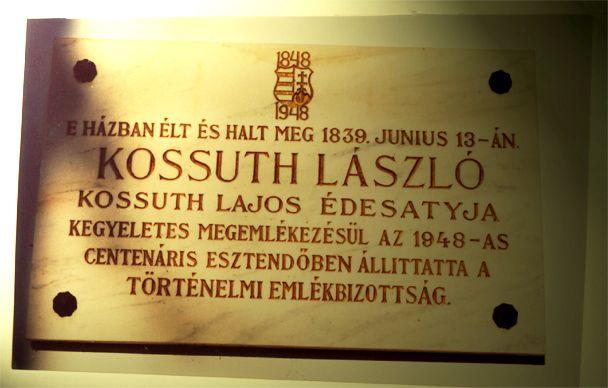 1848
1948
E HÁZBAN ÉLT ÉS HALT MEG 1839. JUNIUS 13-ÁN.
KOSSUTH LÁSZLÓ
KOSSUTH LAJOS ÉDESATYJA
KEGYELETES MEGEMLÉKEZÉSÜL AZ 1948-AS
CENTENÁRIS ESZTENDŐBEN ÁLLITTATTA A
TÖRTÉNELMI EMLÉKBIZOTTSÁG.